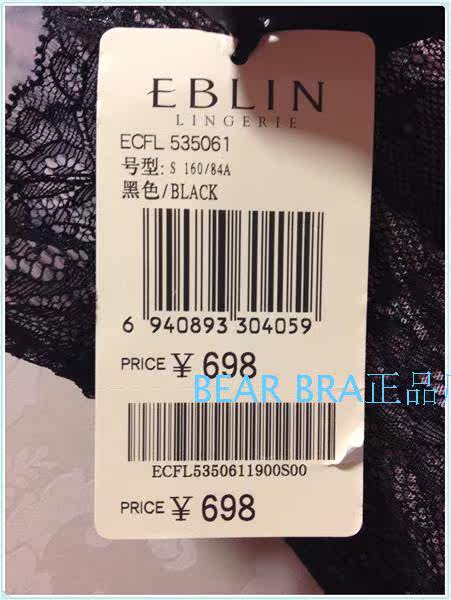 EBLIN
LINGERIE
ECFL 535061
号型: S 160/84A
黑色/BLACK
6 940893 304059
PRICE ¥ 698
BEAR BRA正品
ECFL5350611900S00
PRICE ¥ 698